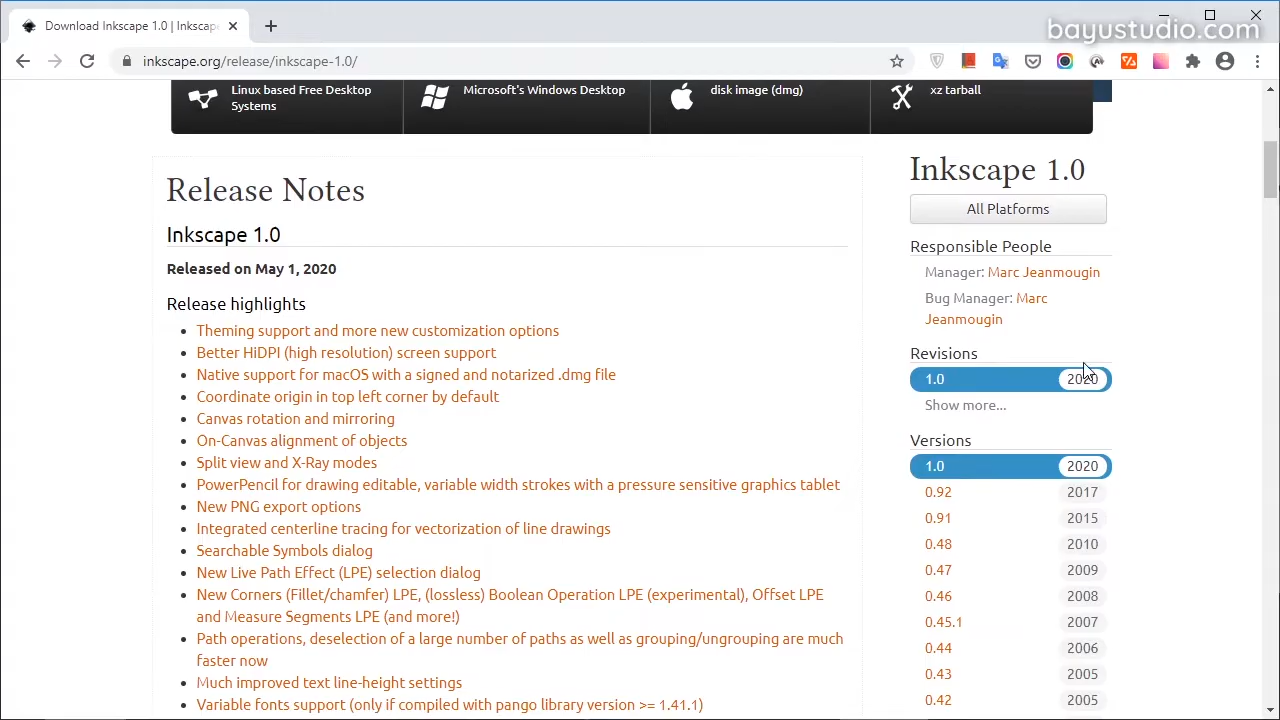 Download Inkscape 1.0 | Inkscape
bayustudio.com
inkscape.org/release/inkscape-1.0/
Linux based Free Desktop
Systems
Microsoft's Windows Desktop
disk image (dmg)
xz tarball
Release Notes
Inkscape 1.0
Released on May 1, 2020
Release highlights
• Theming support and more new customization options
• Better HiDPI (high resolution) screen support
• Native support for macOS with a signed and notarized .dmg file
• Coordinate origin in top left corner by default
• Canvas rotation and mirroring
• On-Canvas alignment of objects
• Split view and X-Ray modes
• PowerPencil for drawing editable, variable width strokes with a pressure sensitive graphics tablet
• New PNG export options
• Integrated centerline tracing for vectorization of line drawings
• Searchable Symbols dialog
• New Live Path Effect (LPE) selection dialog
• New Corners (Fillet/chamfer) LPE, (lossless) Boolean Operation LPE (experimental), Offset LPE
and Measure Segments LPE (and more!)
• Path operations, deselection of a large number of paths as well as grouping/ungrouping are much
faster now
• Much improved text line-height settings
• Variable fonts support (only if compiled with pango library version >= 1.41.1)
Inkscape 1.0
All Platforms
Responsible People
Manager: Marc Jeanmougin
Bug Manager: Marc
Jeanmougin
Revisions
1.0 2020
Show more...
Versions
1.0 2020
0.92 2017
0.91 2015
0.48 2010
0.47 2009
0.46 2008
0.45.1 2007
0.44 2006
0.43 2005
0.42 2005